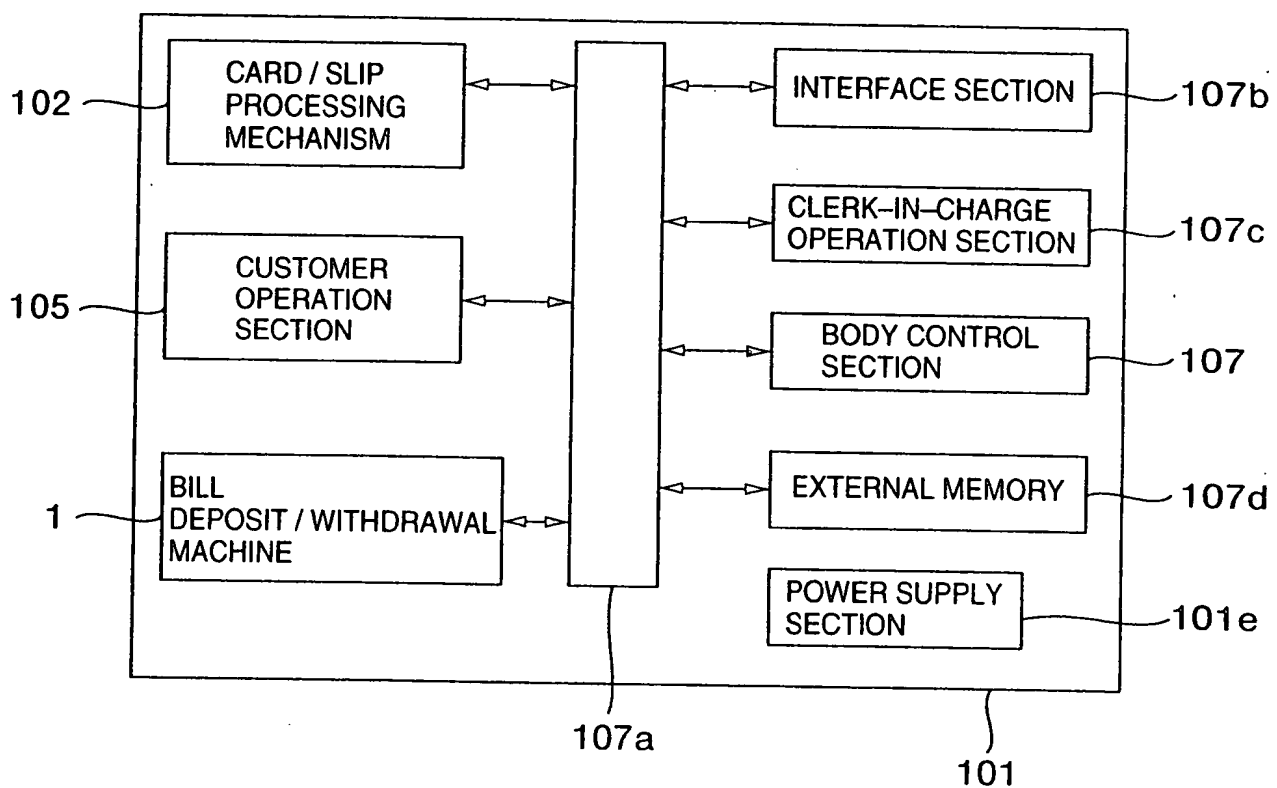 CARD / SLIP
PROCESSING
MECHANISM
102
INTERFACE SECTION
107b
CLERK–IN–CHARGE
OPERATION SECTION
107c
CUSTOMER
OPERATION
SECTION
105
BODY CONTROL
SECTION
107
BILL
DEPOSIT / WITHDRAWAL
MACHINE
1
EXTERNAL MEMORY
107d
POWER SUPPLY
SECTION
101e
107a
101